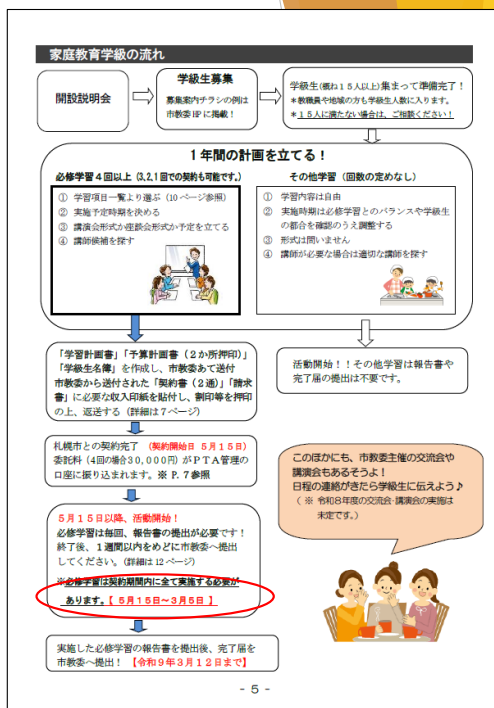 家庭教育学級の流れ
開設説明会
学級生募集
募集案内チラシの例は
市教委HPに掲載！
学級生(概ね１５人以上）集まって準備完了！
＊教職員や地域の方も学級生人数に入ります。
＊１５人に満たない場合は、ご相談ください！
１年間の計画を立てる！
必修学習４回以上（3,2,1回での契約も可能です。）
① 学習項目一覧より選ぶ（10ページ参照）
② 実施予定時期を決める
③ 講演会形式か座談会形式か予定を立てる
④ 講師候補を探す
その他学習（回数の定めなし）
① 学習内容は自由
② 実施時期は必修学習とのバランスや学級生
の都合を確認のうえ調整する
③ 形式は問いません
④ 講師が必要な場合は適切な講師を探す
「学習計画書」「予算計画書（２か所押印）」
「学級生名簿」を作成し、市教委あて送付
市教委から送付された「契約書（２通）」「請求
書」に必要な収入印紙を貼付し、割印等を押印
の上、返送する（詳細は７ページ）
活動開始！！その他学習は報告書や
完了届の提出は不要です。
札幌市との契約完了 （契約開始日 ５月１５日）
委託料（4回の場合３０,０００円）がＰＴＡ管理の
口座に振り込まれます。※ P.７参照
このほかにも、市教委主催の交流会や
講演会もあるそうよ！
日程の連絡がきたら学級生に伝えよう♪
（ ※ 令和８年度の交流会・講演会の実施は
未定です。）
５月１５日以降、活動開始！
必修学習は毎回、報告書の提出が必要です！
終了後、１週間以内をめどに市教委へ提出
してください。（詳細は12ページ）
※必修学習は契約期間内に全て実施する必要が
あります。【 ５月１５日～３月５日 】
実施した必修学習の報告書を提出後、完了届を
市教委へ提出！ 【令和９年３月１２日まで】
- 5 -